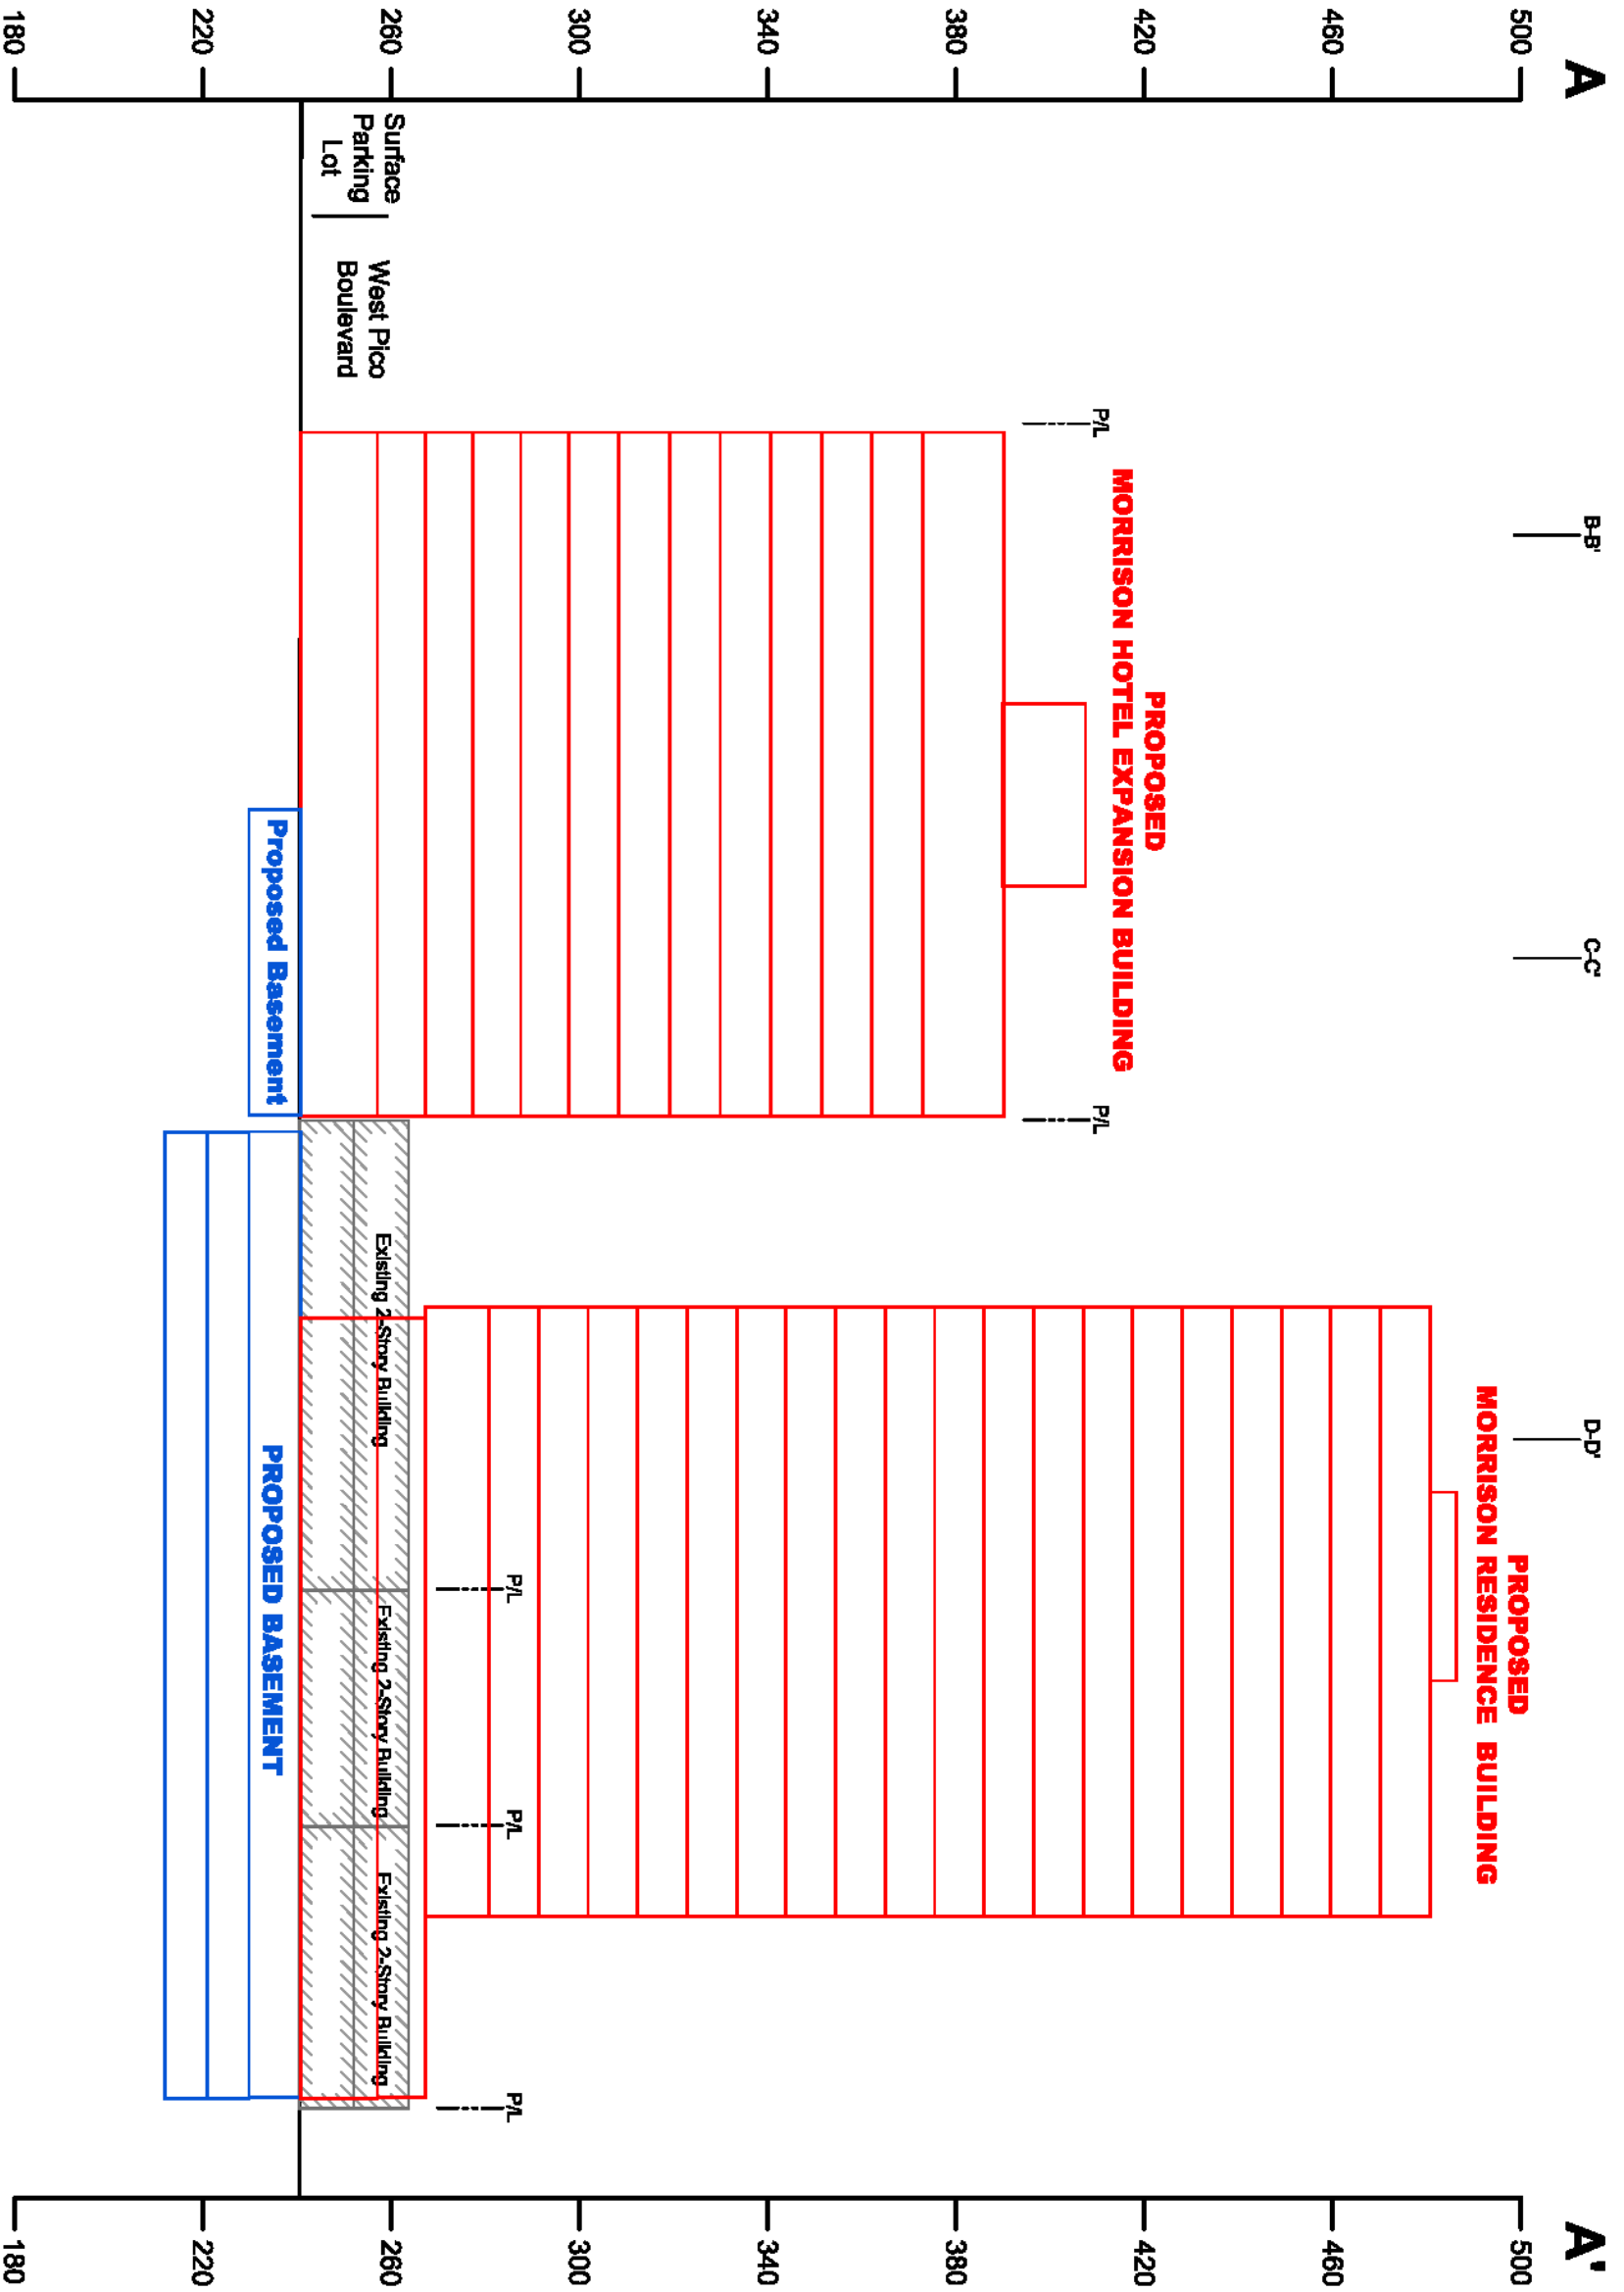 A
A'
B-B'
C-C'
D-D'
500
460
420
380
340
300
260
220
180
500
460
420
380
340
300
260
220
180
PROPOSED
MORRISON RESIDENCE BUILDING
PROPOSED
MORRISON HOTEL EXPANSION BUILDING
P/L
P/L
P/L
P/L
P/L
Surface
Parking
Lot
West Pico
Boulevard
Existing 2-Story Building
Existing 2-Story Building
Existing 2-Story Building
Proposed Basement
PROPOSED BASEMENT